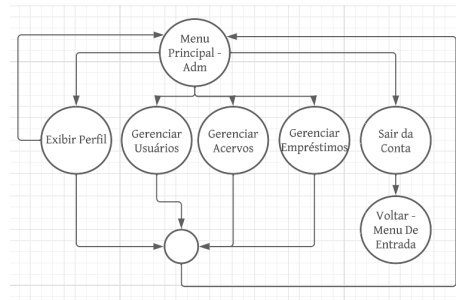 Menu
Principal -
Adm
Exibir Perfil
Gerenciar
Usuários
Gerenciar
Acervos
Gerenciar
Empréstimos
Sair da
Conta
Voltar -
Menu De
Entrada